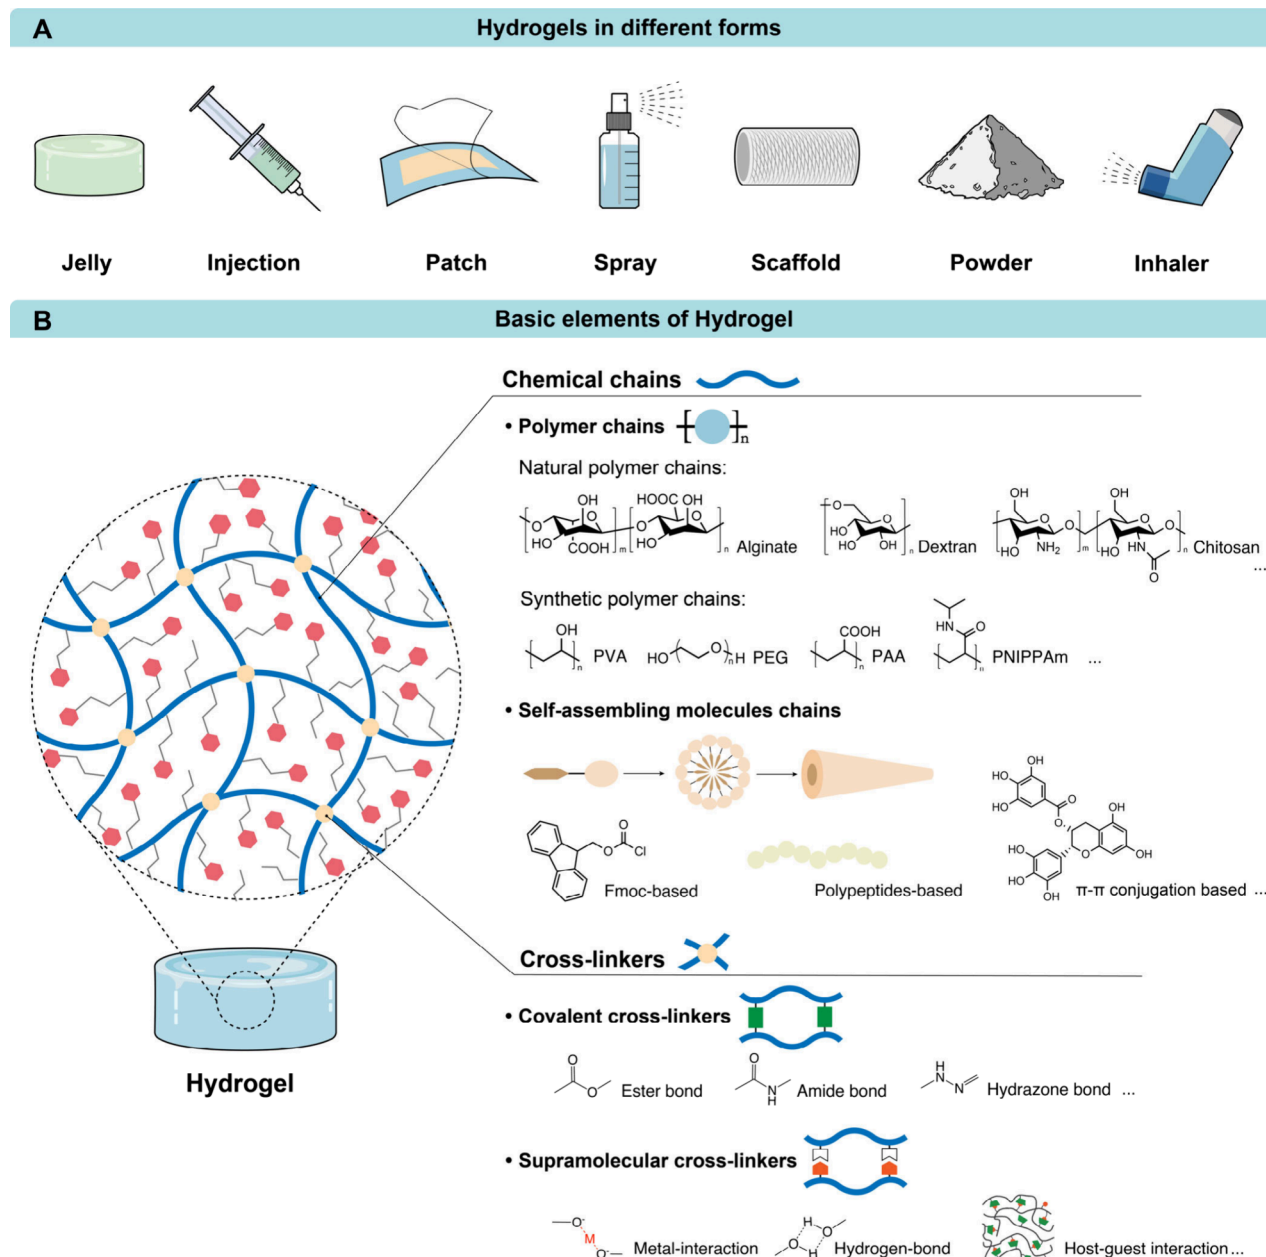 A
Hydrogels in different forms
Jelly
Injection
Patch
Spray
Scaffold
Powder
Inhaler
B
Basic elements of Hydrogel
Chemical chains
• Polymer chains
n
Natural polymer chains:
O
OH
O
HO
COOH
m
HOOC
OH
O
O
HO
n
Alginate
O
O
HO
HO
OH
n
Dextran
OH
O
O
HO
NH2
m
OH
O
O
HO
HN
O
n
Chitosan
...
Synthetic polymer chains:
OH
n
PVA
HO
O
n
H
PEG
COOH
n
PAA
HN
O
n
PNIPPAm
...
• Self-assembling molecules chains
O
O
Cl
Fmoc-based
Polypeptides-based
OH
HO
HO
O
O
OH
O
OH
HO
HO
OH
π-π conjugation based ...
Cross-linkers
• Covalent cross-linkers
O
O
Ester bond
O
N
H
Amide bond
H
N
N
Hydrazone bond ...
• Supramolecular cross-linkers
O-
M
O-
Metal-interaction
H
O
O
H
Hydrogen-bond
Host-guest interaction...
Hydrogel